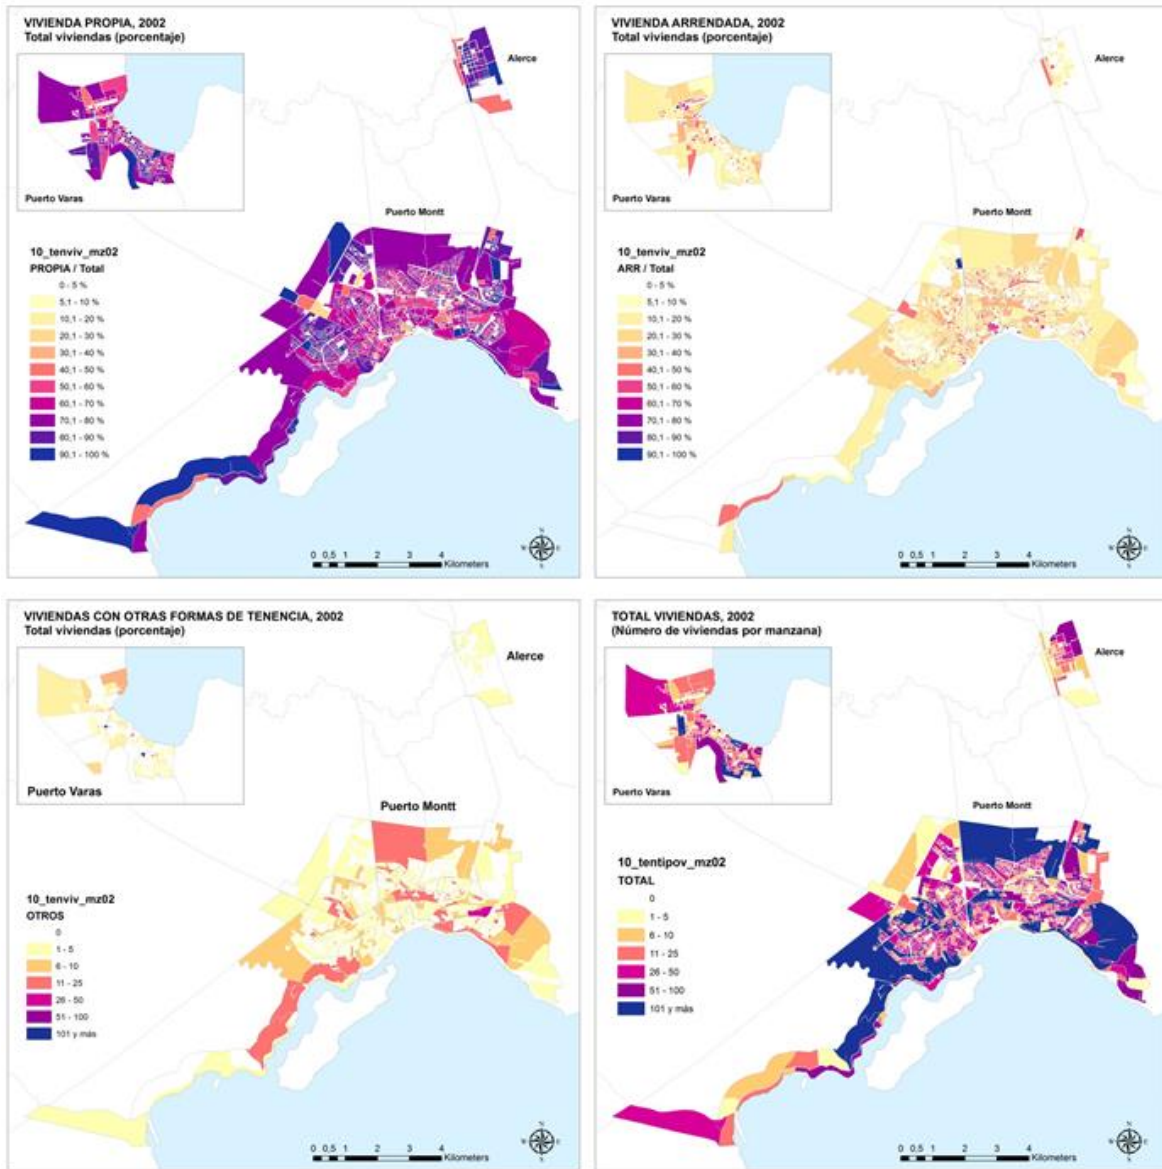 VIVIENDA PROPIA, 2002
Total viviendas (porcentaje)
Alerce
Puerto Varas
Puerto Montt
10_tenviv_mz02
PROPIA / Total
0 - 5 %
5,1 - 10 %
10,1 - 20 %
20,1 - 30 %
30,1 - 40 %
40,1 - 50 %
50,1 - 60 %
60,1 - 70 %
70,1 - 80 %
80,1 - 90 %
90,1 - 100 %
N
W E
S
0 0,5 1 2 3 4
Kilometers
VIVIENDA ARRENDADA, 2002
Total viviendas (porcentaje)
Alerce
Puerto Varas
Puerto Montt
10_tenviv_mz02
ARR / Total
0 - 5 %
5,1 - 10 %
10,1 - 20 %
20,1 - 30 %
30,1 - 40 %
40,1 - 50 %
50,1 - 60 %
60,1 - 70 %
70,1 - 80 %
80,1 - 90 %
90,1 - 100 %
N
W E
S
0 0,5 1 2 3 4
Kilometers
VIVIENDAS CON OTRAS FORMAS DE TENENCIA, 2002
Total viviendas (porcentaje)
Alerce
Puerto Varas
Puerto Montt
10_tenviv_mz02
OTROS
0
1 - 5
6 - 10
11 - 25
26 - 50
51 - 100
101 y más
N
W E
S
0 0,5 1 2 3 4
Kilometers
TOTAL VIVIENDAS, 2002
(Número de viviendas por manzana)
Alerce
Puerto Varas
Puerto Montt
10_tentipov_mz02
TOTAL
0
1 - 5
6 - 10
11 - 25
26 - 50
51 - 100
101 y más
N
W E
S
0 0,5 1 2 3 4
Kilometers